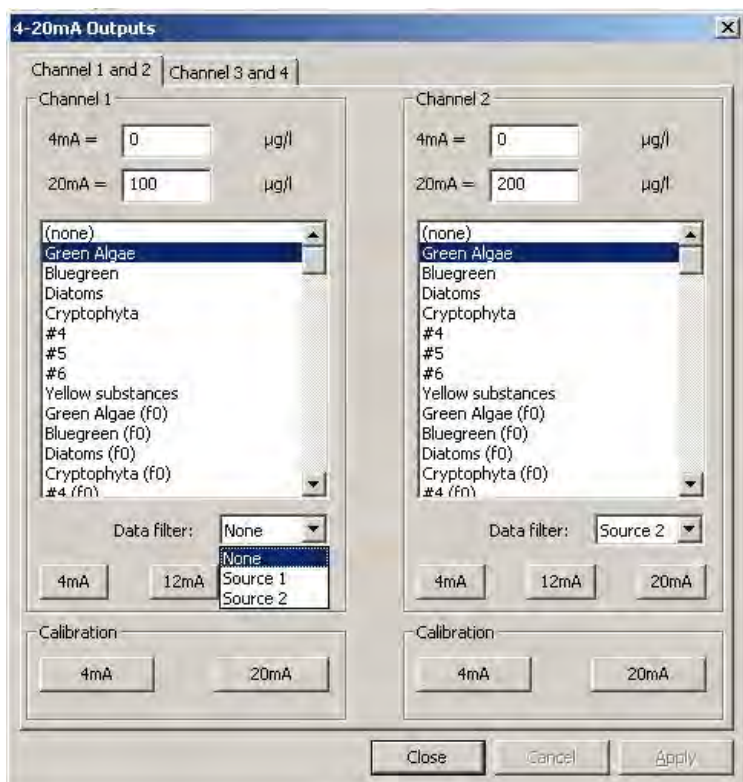 4-20mA Outputs
Channel 1 and 2
Channel 3 and 4
Channel 1
4mA = 0 µg/l
20mA = 100 µg/l
(none)
Green Algae
Bluegreen
Diatoms
Cryptophyta
#4
#5
#6
Yellow substances
Green Algae (f0)
Bluegreen (f0)
Diatoms (f0)
Cryptophyta (f0)
#4 (f0)
Data filter: None
None
Source 1
Source 2
4mA 12mA
Calibration
4mA 20mA
Channel 2
4mA = 0 µg/l
20mA = 200 µg/l
(none)
Green Algae
Bluegreen
Diatoms
Cryptophyta
#4
#5
#6
Yellow substances
Green Algae (f0)
Bluegreen (f0)
Diatoms (f0)
Cryptophyta (f0)
#4 (f0)
Data filter: Source 2
4mA 12mA 20mA
Calibration
4mA 20mA
Close Cancel Apply